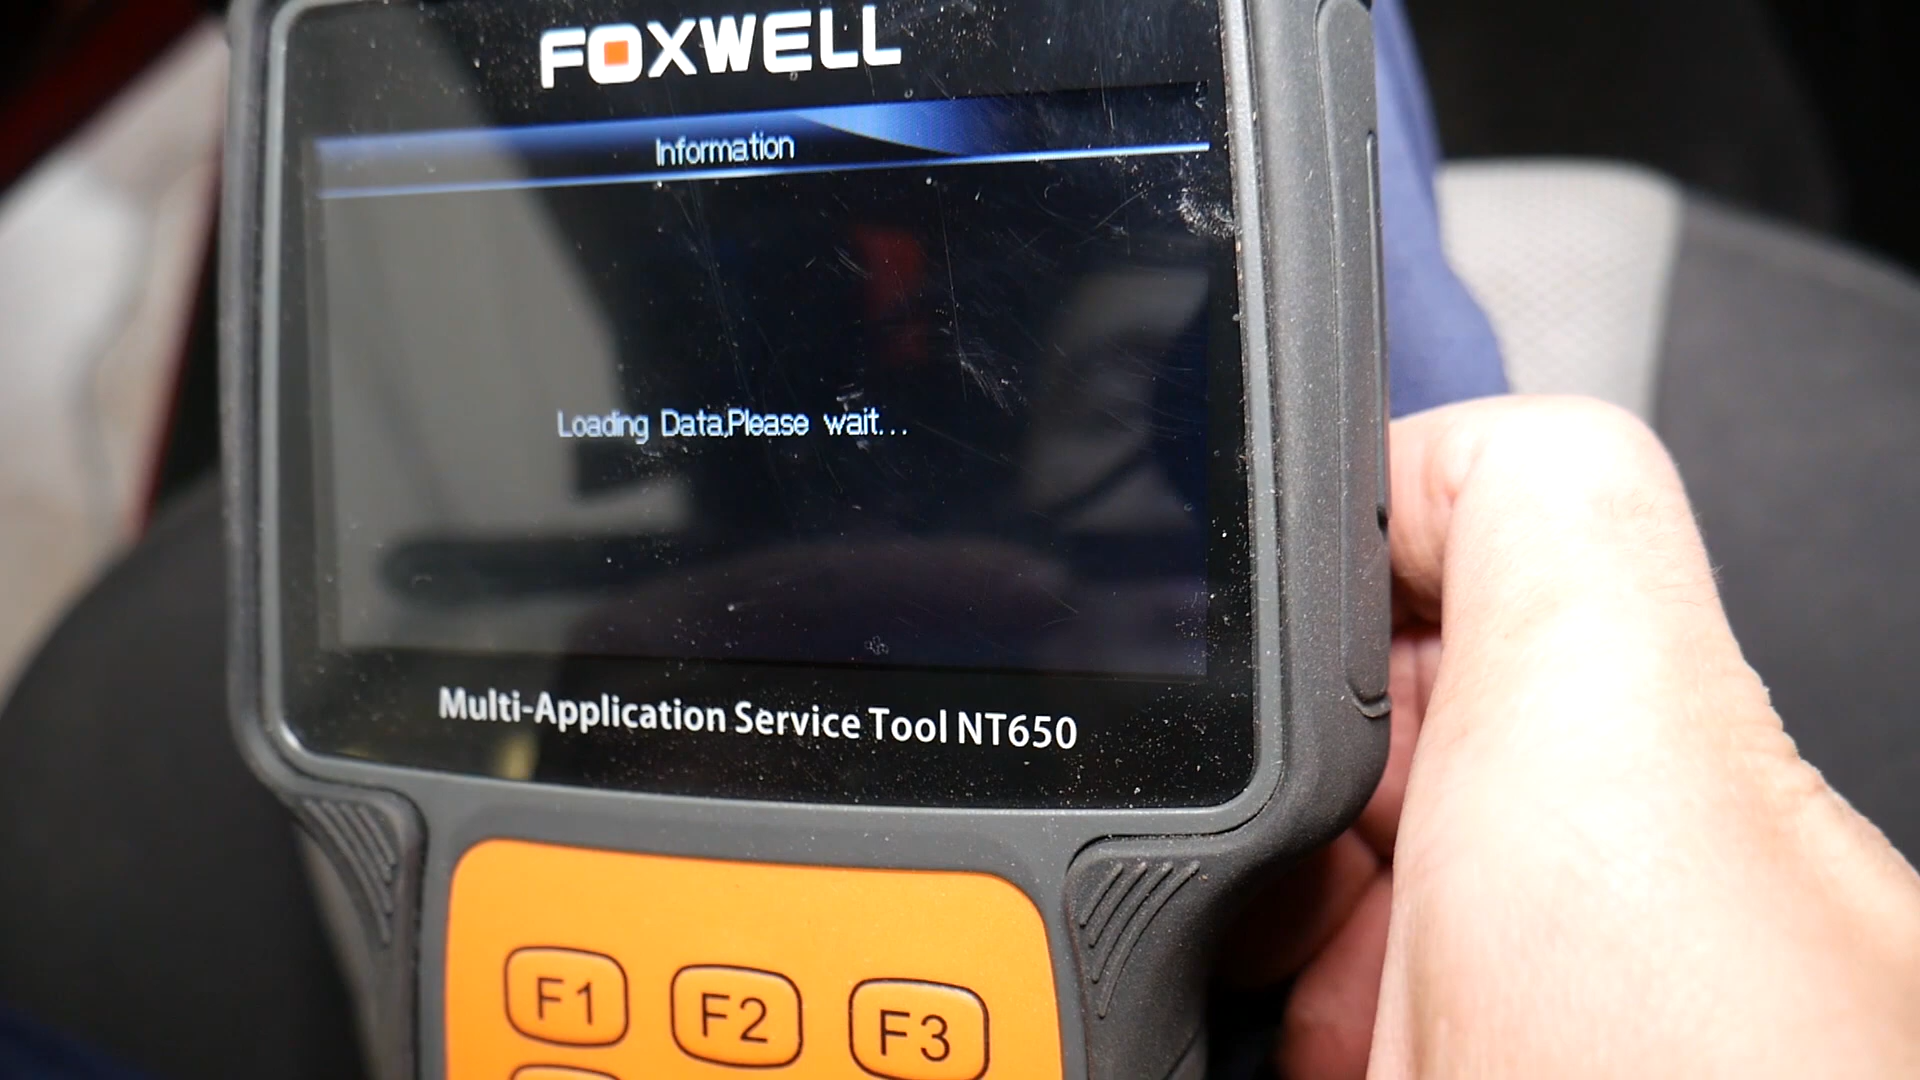 FOXWELL
Information
Loading Data,Please wait...
Multi-Application Service Tool NT650
F1 F2 F3